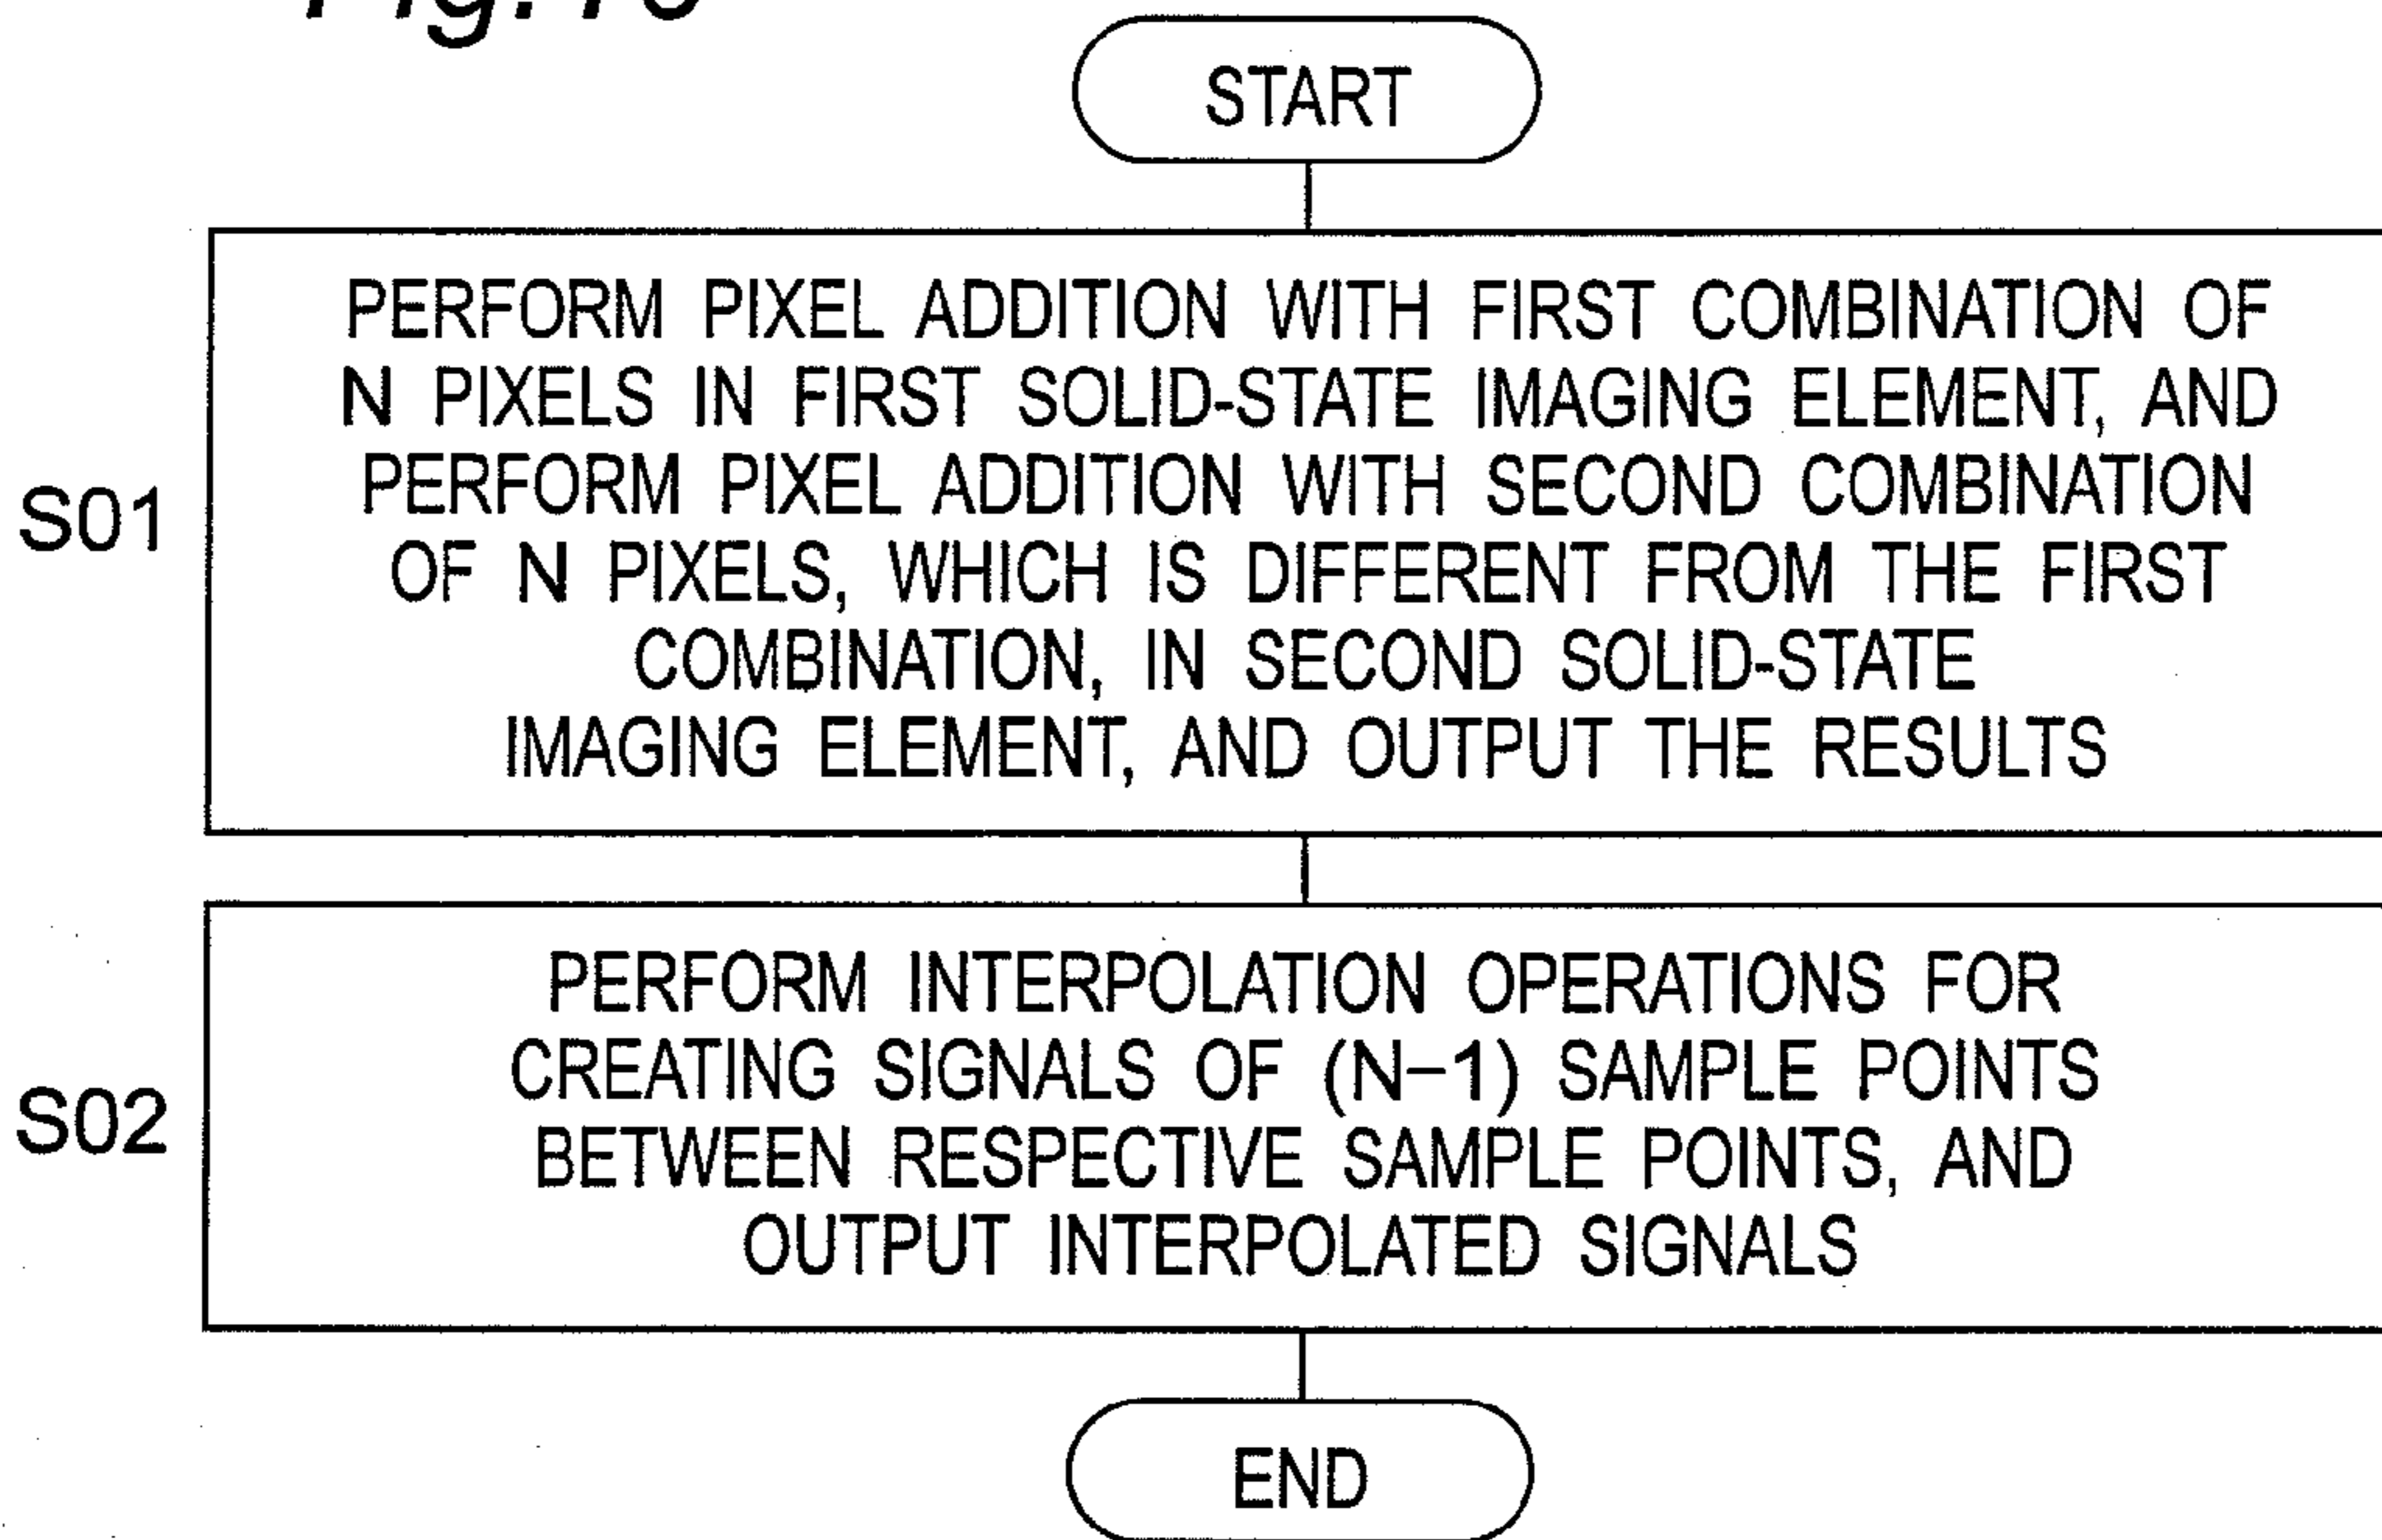 START
PERFORM PIXEL ADDITION WITH FIRST COMBINATION OF
N PIXELS IN FIRST SOLID-STATE IMAGING ELEMENT, AND
PERFORM PIXEL ADDITION WITH SECOND COMBINATION
S01
OF N PIXELS, WHICH IS DIFFERENT FROM THE FIRST
COMBINATION, IN SECOND SOLID-STATE
IMAGING ELEMENT, AND OUTPUT THE RESULTS
PERFORM INTERPOLATION OPERATIONS FOR
CREATING SIGNALS OF (N–1) SAMPLE POINTS
S02
BETWEEN RESPECTIVE SAMPLE POINTS, AND
OUTPUT INTERPOLATED SIGNALS
END